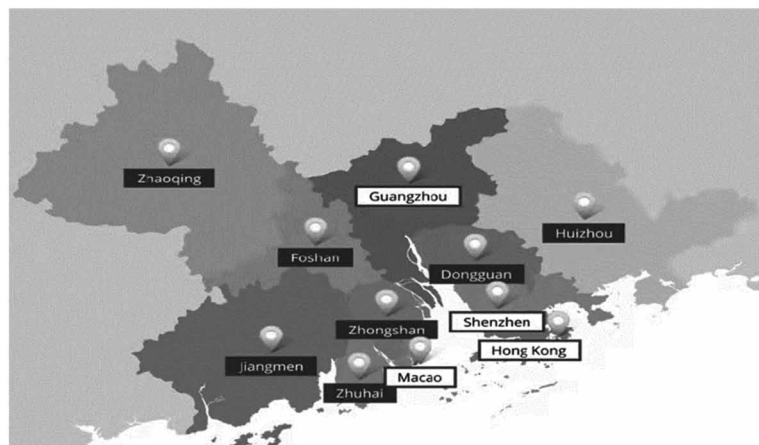 Zhaoqing
Guangzhou
Huizhou
Foshan
Dongguan
Shenzhen
Zhongshan
Hong Kong
Jiangmen
Macao
Zhuhai